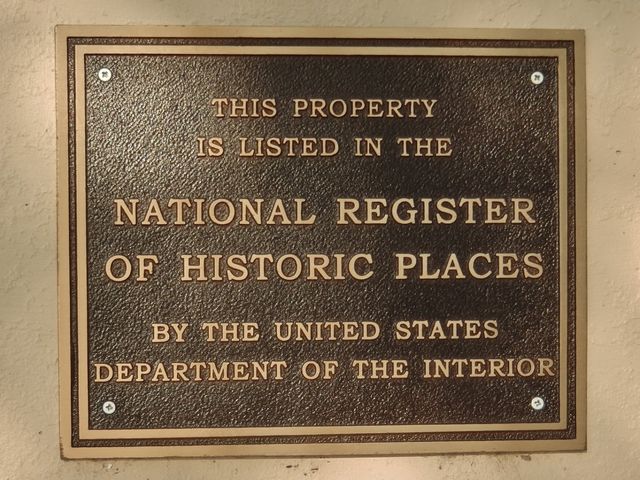 THIS PROPERTY
IS LISTED IN THE
NATIONAL REGISTER
OF HISTORIC PLACES
BY THE UNITED STATES
DEPARTMENT OF THE INTERIOR